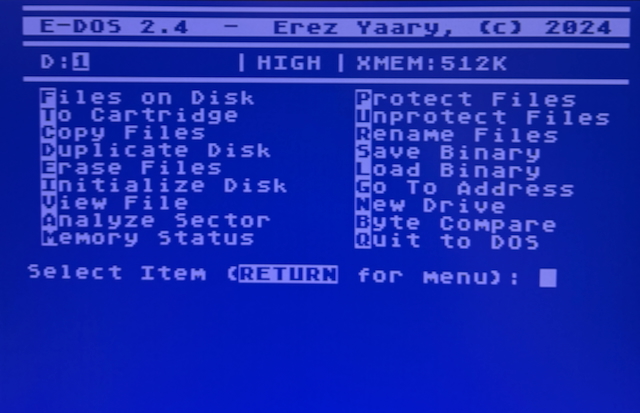 E-DOS 2.4 - Erez Yaary, (c) 2024
D:1 |HIGH |XMEM:512K
Files on Disk Protect Files
To Cartridge Unprotect Files
Copy Files Rename Files
Duplicate Disk Save Binary
Erase Files Load Binary
Initialize Disk Go To Address
View File New Drive
Analyze Sector Byte Compare
Memory Status Quit to DOS
Select Item (RETURN for menu):